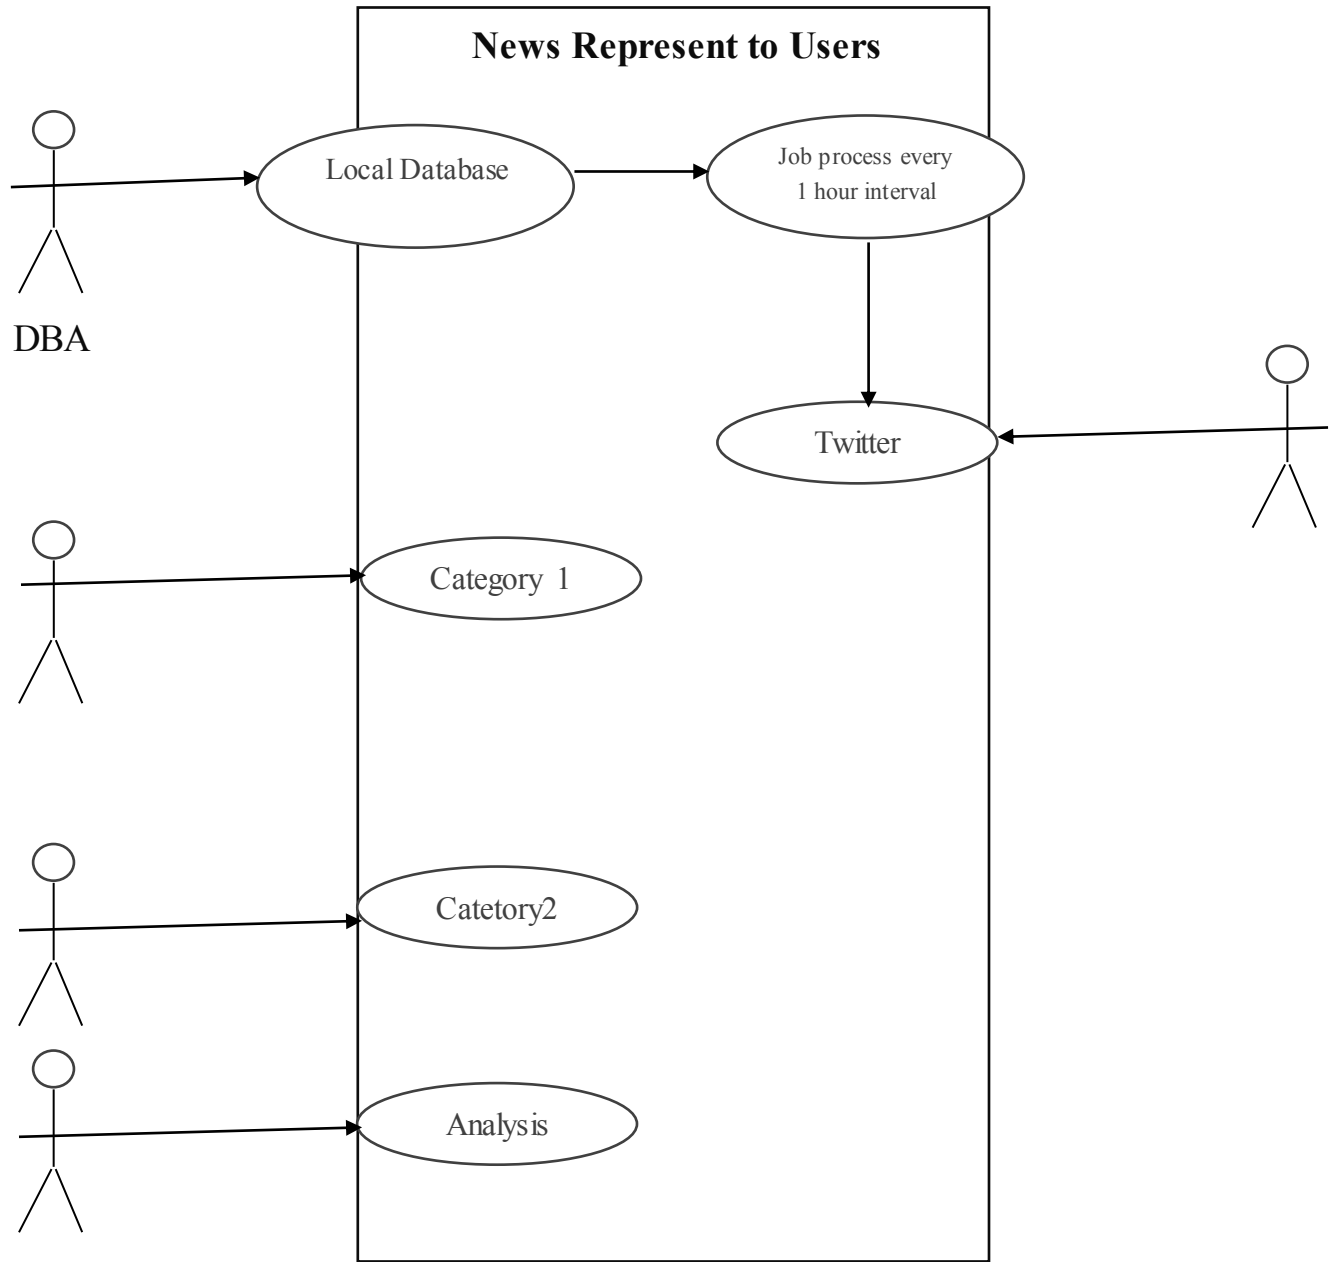 News Represent to Users
Local Database
Job process every
1 hour interval
DBA
Twitter
Category 1
Catetory2
Analysis